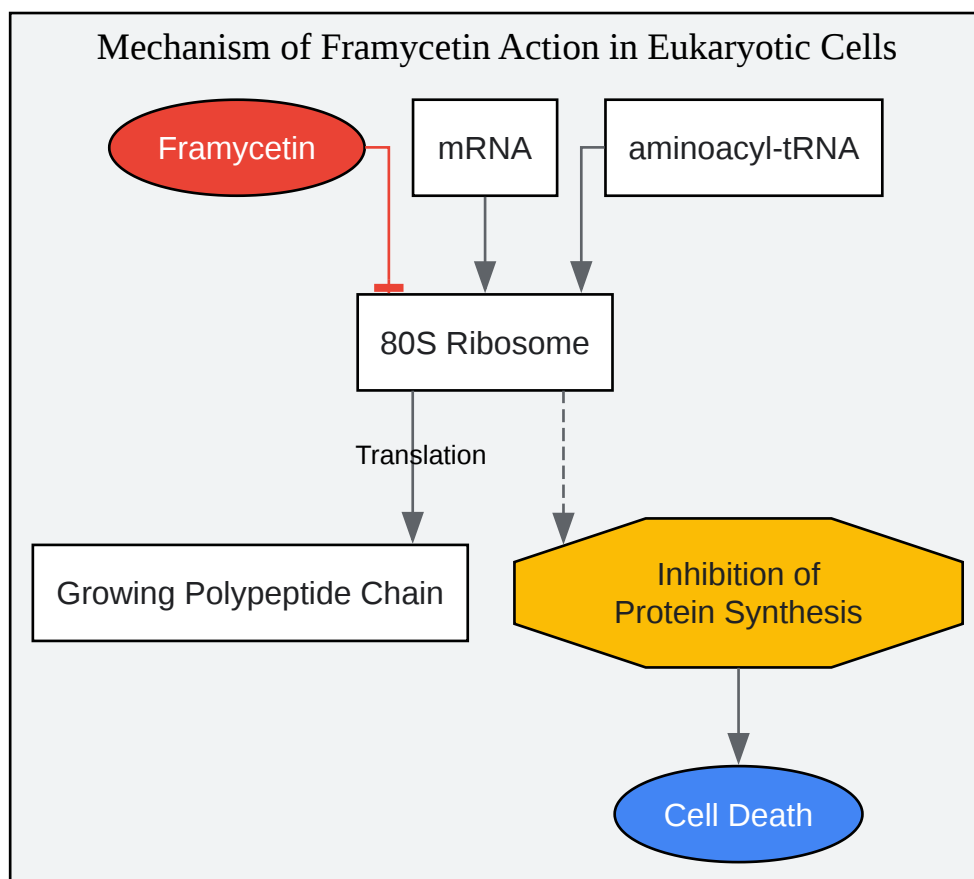 Mechanism of Framycetin Action in Eukaryotic Cells
Framycetin
mRNA
aminoacyl-tRNA
80S Ribosome
Translation
Growing Polypeptide Chain
Inhibition of
Protein Synthesis
Cell Death